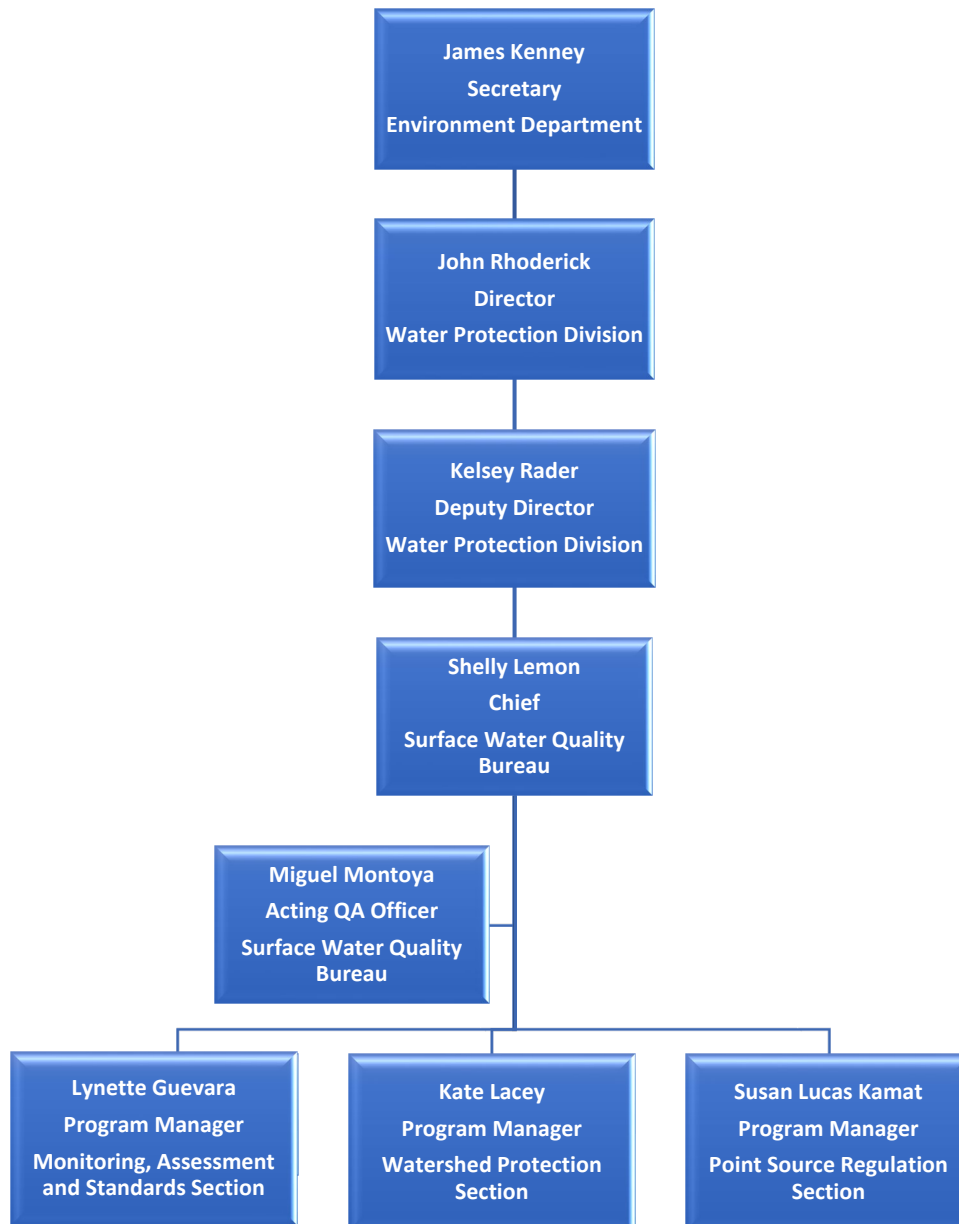 James Kenney
Secretary
Environment Department
John Rhoderick
Director
Water Protection Division
Kelsey Rader
Deputy Director
Water Protection Division
Shelly Lemon
Chief
Surface Water Quality
Bureau
Miguel Montoya
Acting QA Officer
Surface Water Quality
Bureau
Lynette Guevara
Program Manager
Monitoring, Assessment
and Standards Section
Kate Lacey
Program Manager
Watershed Protection
Section
Susan Lucas Kamat
Program Manager
Point Source Regulation
Section